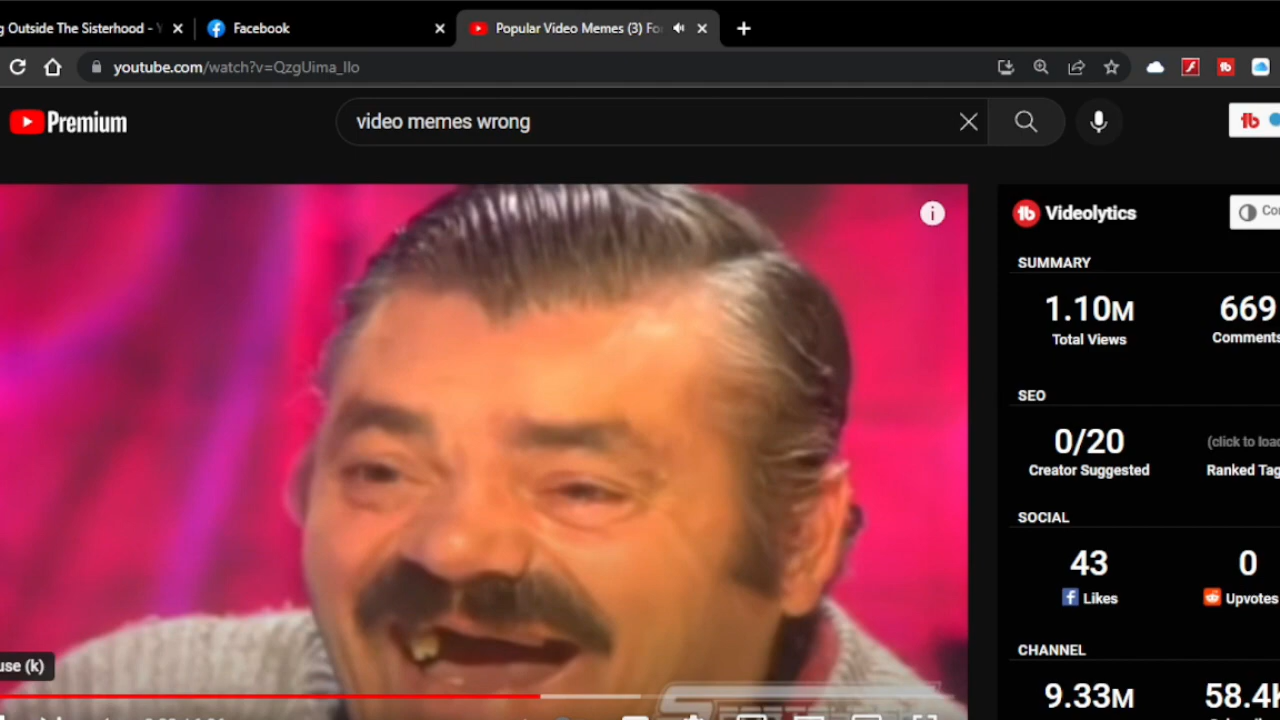 g Outside The Sisterhood -
Facebook
Popular Video Memes (3) Fo
youtube.com/watch?v=QzgUima_llo
Premium
video memes wrong
Videolytics
Co
SUMMARY
1.10M
669
Total Views
Comments
SEO
0/20
(click to load
Creator Suggested
Ranked Tag
SOCIAL
43
0
Likes
Upvotes
CHANNEL
9.33M
58.4K
use (k)